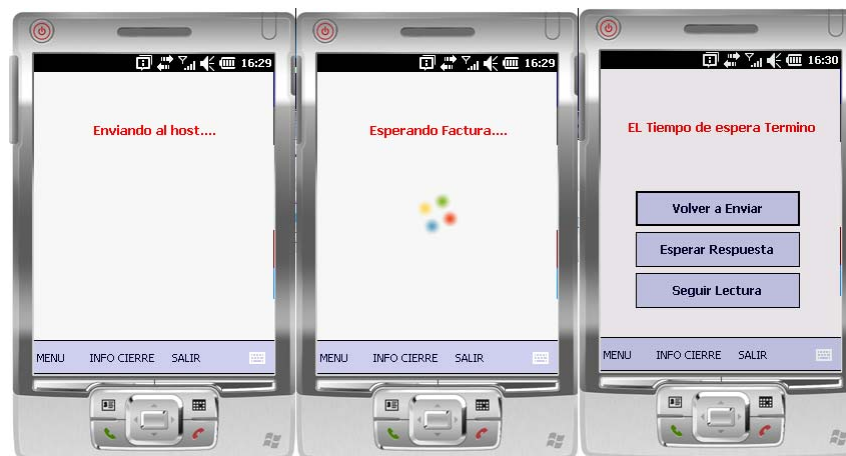 16:29
Enviando al host....
MENU INFO CIERRE SALIR
16:29
Esperando Factura....
MENU INFO CIERRE SALIR
16:30
EL Tiempo de espera Termino
Volver a Enviar
Esperar Respuesta
Seguir Lectura
MENU INFO CIERRE SALIR